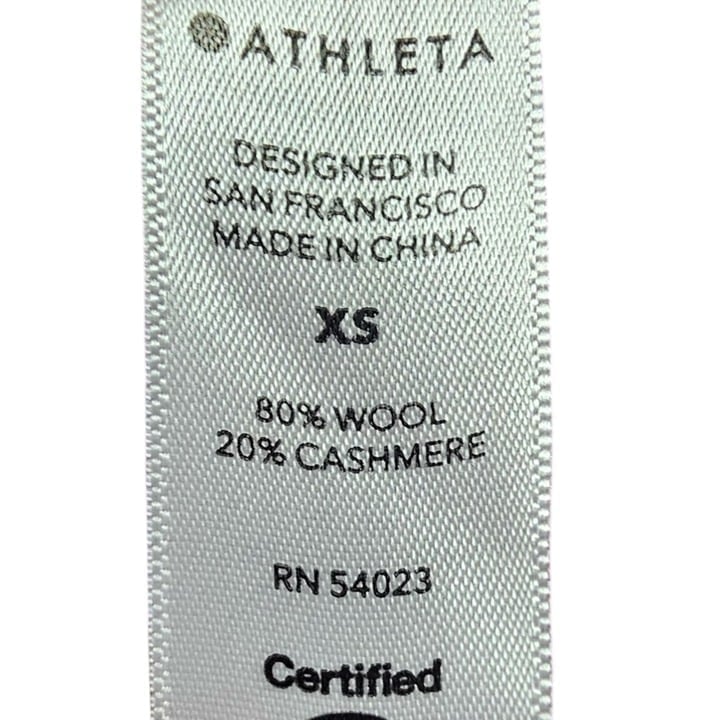 ATHLETA
DESIGNED IN
SAN FRANCISCO
MADE IN CHINA
XS
80% WOOL
20% CASHMERE
RN 54023
Certified